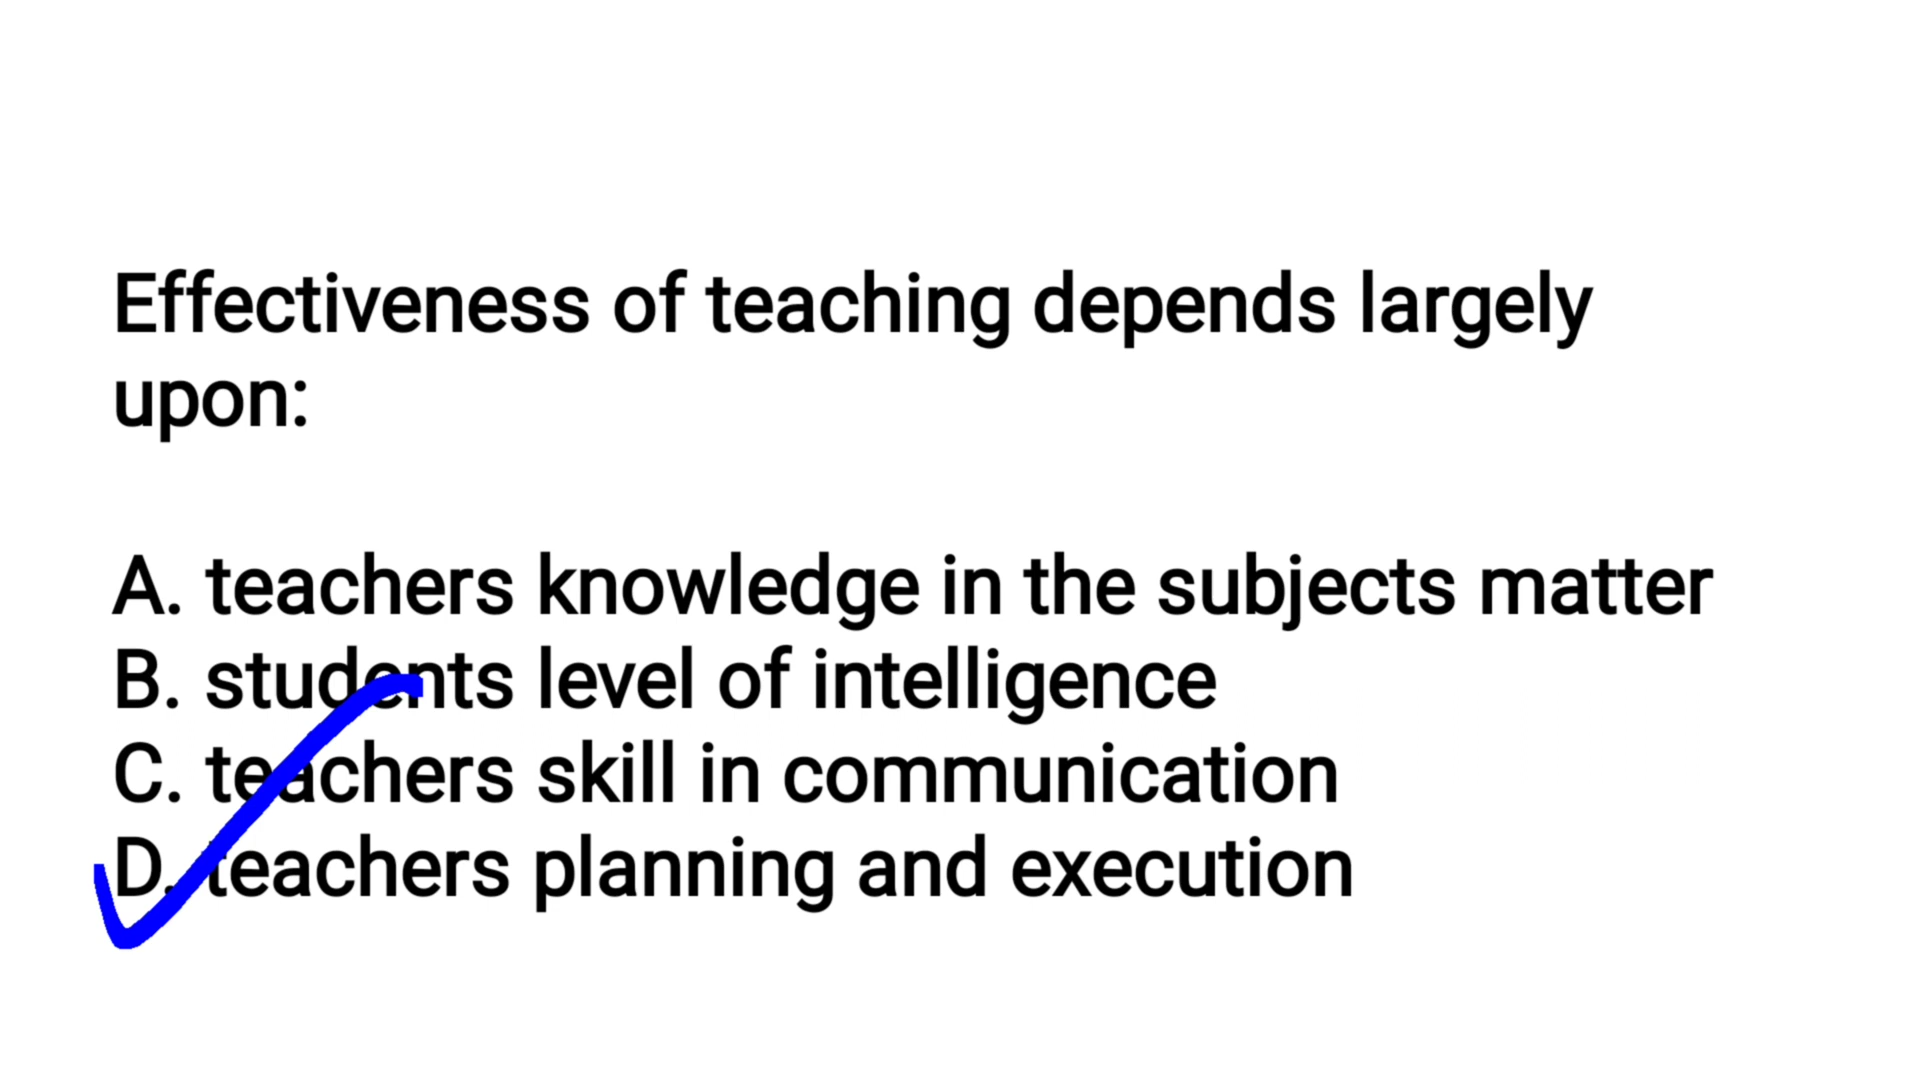 Effectiveness of teaching depends largely
upon:
A. teachers knowledge in the subjects matter
B. students level of intelligence
C. teachers skill in communication
D. teachers planning and execution